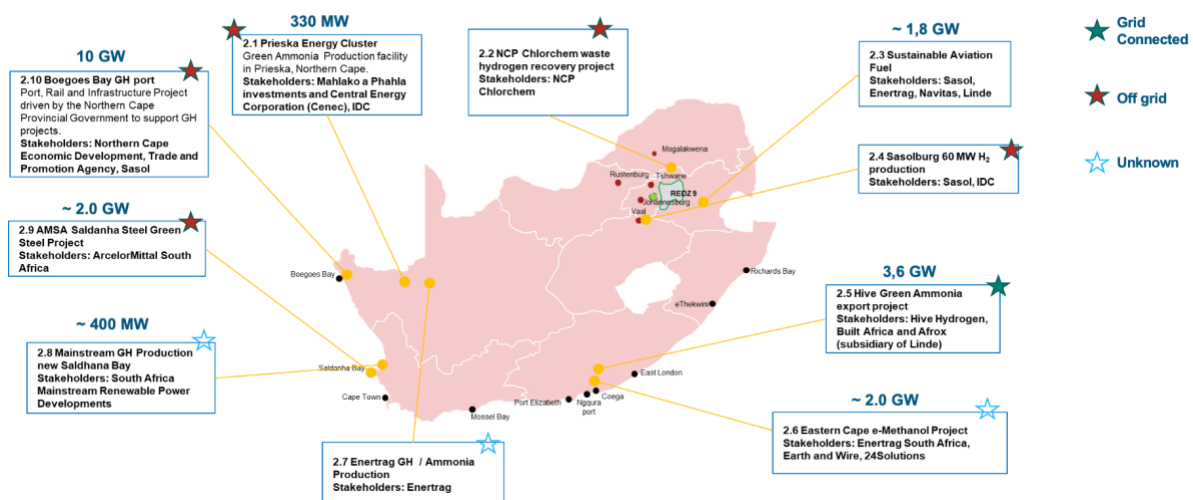 10 GW
2.10 Boegoes Bay GH port
Port, Rail and Infrastructure Project
driven by the Northern Cape
Provincial Government to support GH
projects.
Stakeholders: Northern Cape
Economic Development, Trade and
Promotion Agency, Sasol
330 MW
2.1 Prieska Energy Cluster
Green Ammonia Production facility
in Prieska, Northern Cape.
Stakeholders: Mahlako a Phahla
investments and Central Energy
Corporation (Cenec), IDC
2.2 NCP Chlorchem waste
hydrogen recovery project
Stakeholders: NCP
Chlorchem
~ 1,8 GW
2.3 Sustainable Aviation
Fuel
Stakeholders: Sasol,
Enertrag, Navitas, Linde
2.4 Sasolburg 60 MW H₂
production
Stakeholders: Sasol, IDC
Grid
Connected
Off grid
Unknown
~ 2.0 GW
2.9 AMSA Saldanha Steel Green
Steel Project
Stakeholders: ArcelorMittal South
Africa
~ 400 MW
2.8 Mainstream GH Production
new Saldhana Bay
Stakeholders: South Africa
Mainstream Renewable Power
Developments
2.7 Enertrag GH / Ammonia
Production
Stakeholders: Enertrag
3,6 GW
2.5 Hive Green Ammonia
export project
Stakeholders: Hive Hydrogen,
Built Africa and Afrox
(subsidiary of Linde)
~ 2.0 GW
2.6 Eastern Cape e-Methanol Project
Stakeholders: Enertrag South Africa,
Earth and Wire, 24Solutions
Mogalakwena
Rustenburg
Tshwane
REDZ 9
Johannesburg
Vaal
Boegoes Bay
Richards Bay
eThekwini
Saldanha Bay
Cape Town
Mossel Bay
Port Elizabeth
Ngqura
port
Coega
East London